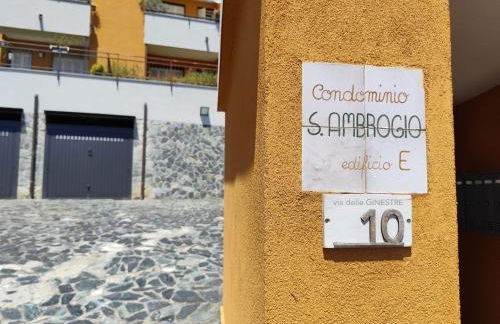 Condominio
S. AMBROGIO
edificio E
via delle GINESTRE
10